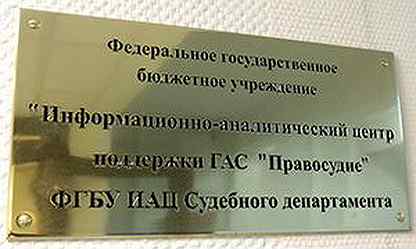 Федеральное государственное
бюджетное учреждение
"Информационно-аналитический центр
поддержки ГАС "Правосудие"
ФГБУ ИАЦ Судебного департамента